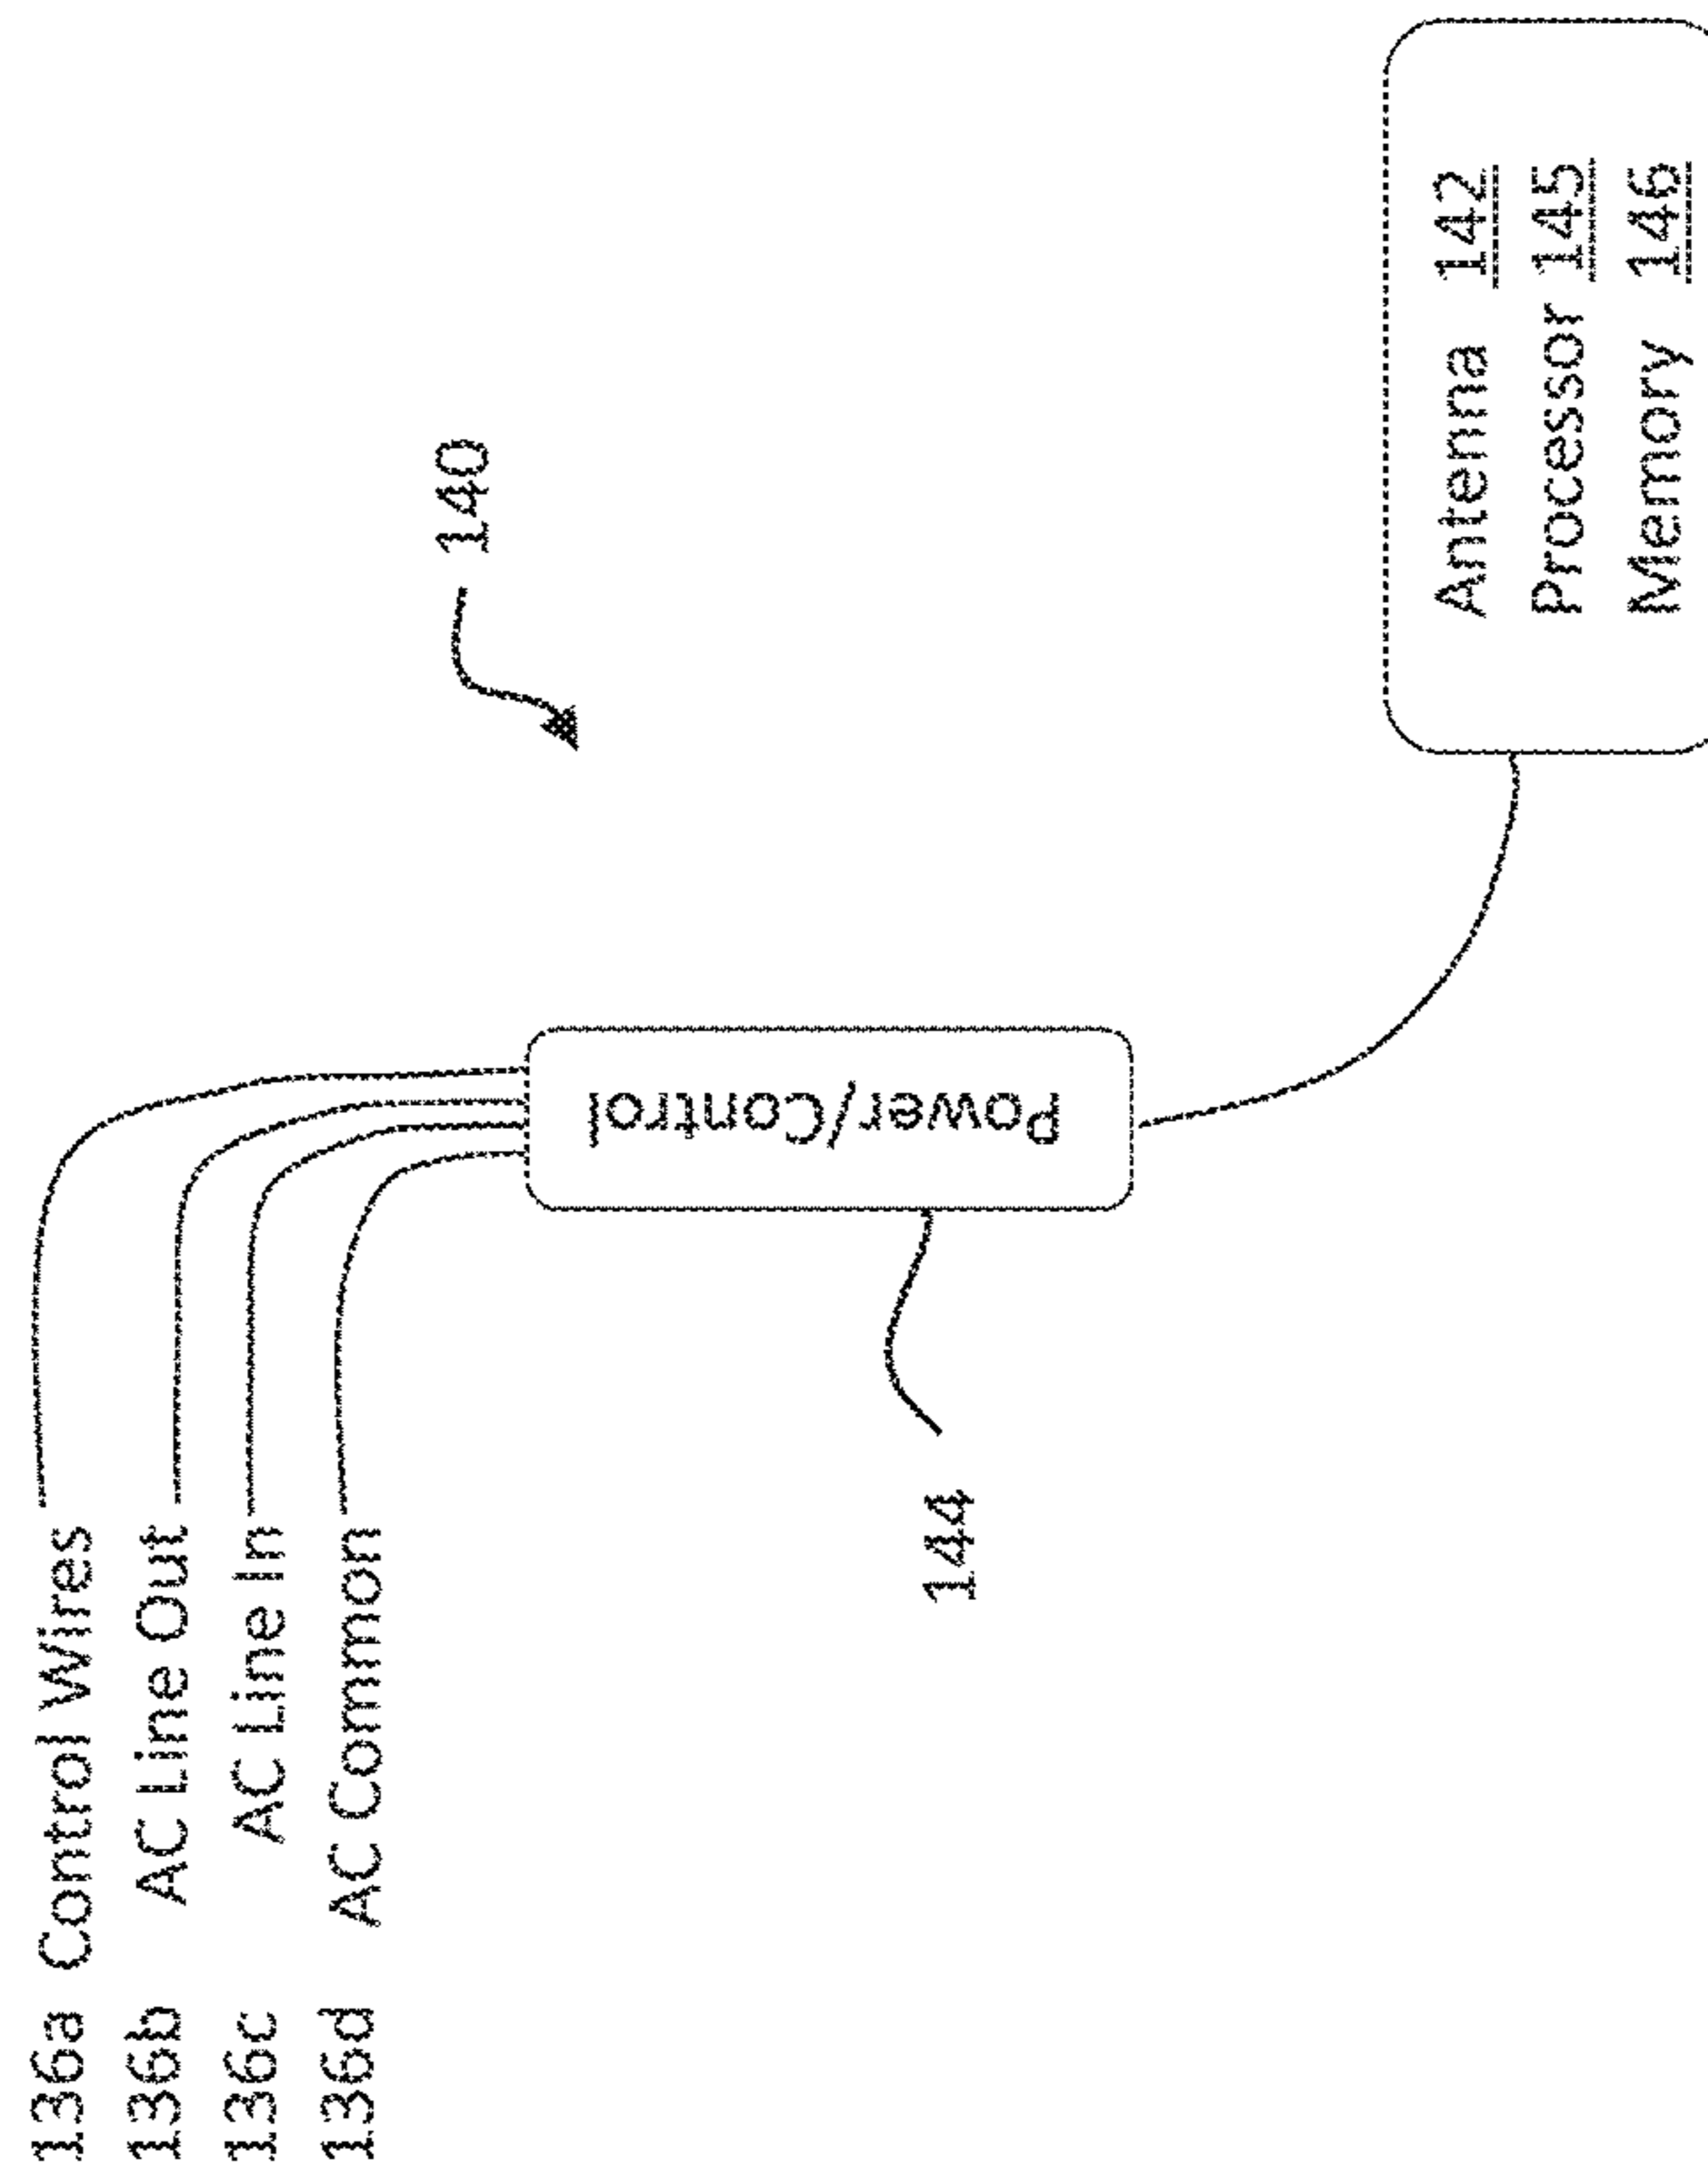 136a Control Wires
136b AC Line Out
136c AC Line In
136d AC Common
144
Power/Control
140
Antenna 142
Processor 145
Memory 146